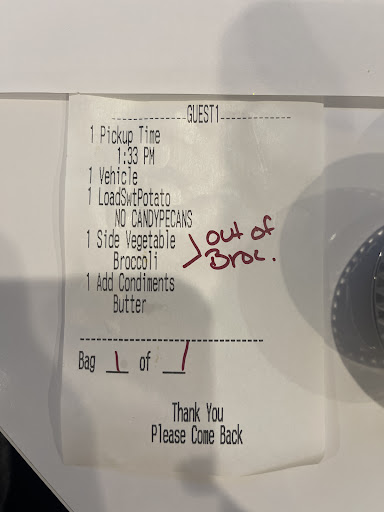 ------------GUEST1------------
1 Pickup Time
1:33 PM
1 Vehicle
1 LoadSwtPotato
NO CANDYPECANS
1 Side Vegetable
Broccoli
out of
Broc.
1 Add Condiments
Butter
------------------------------
Bag 1 of 1
Thank You
Please Come Back